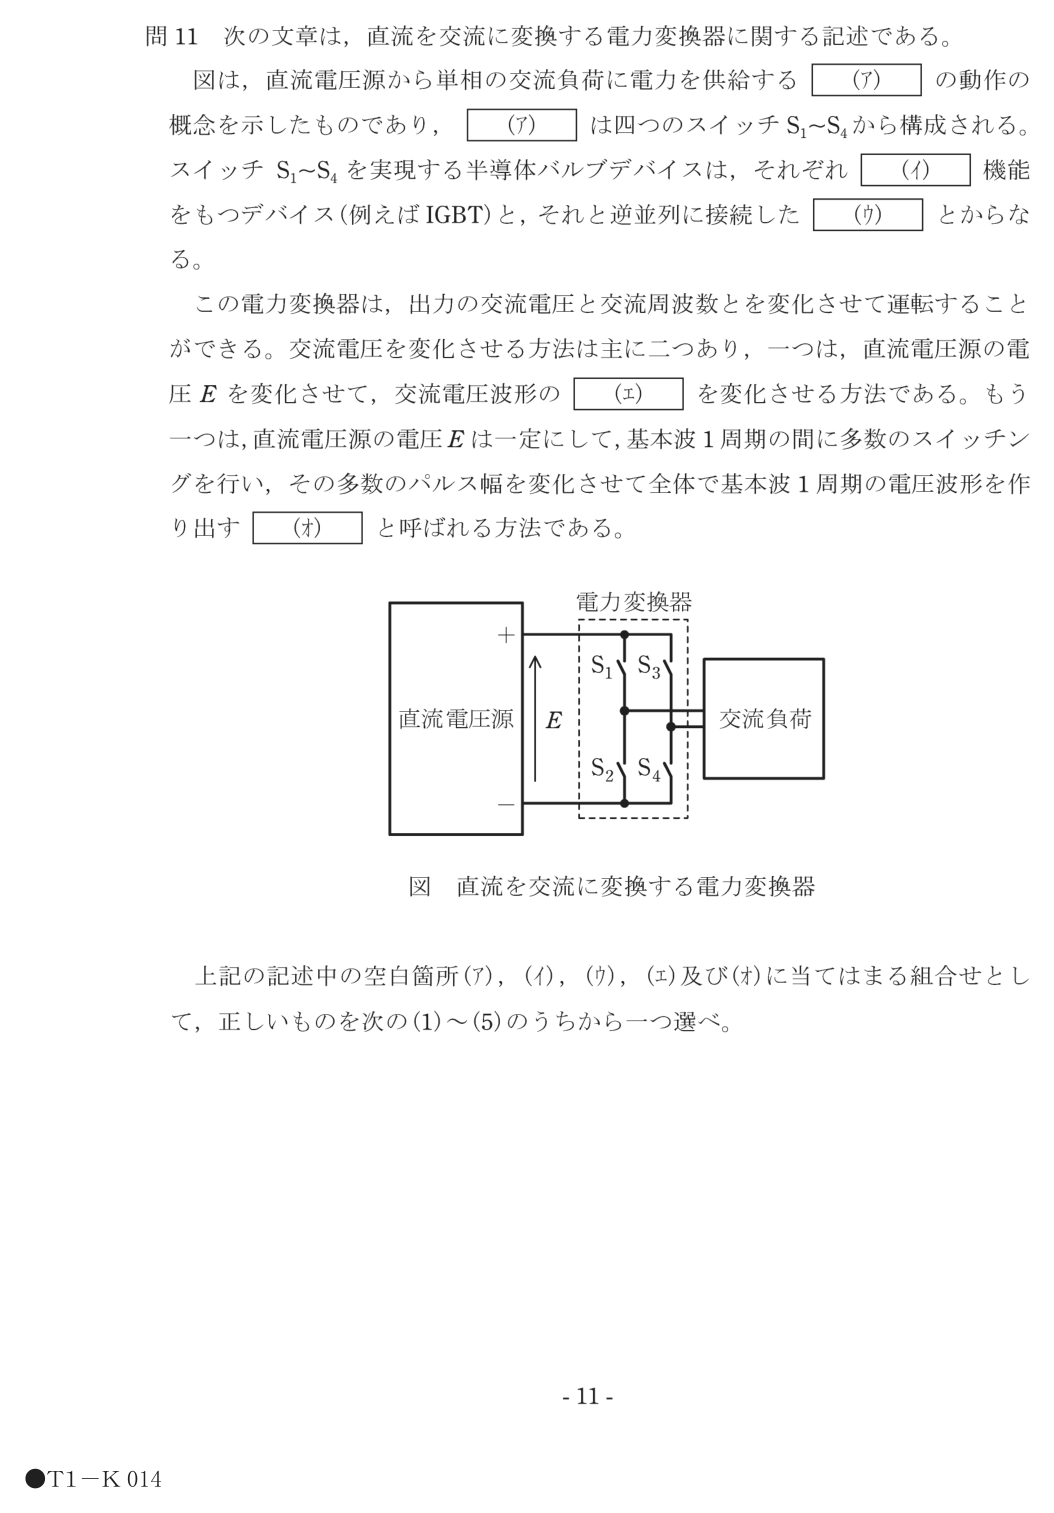 問 11　次の文章は，直流を交流に変換する電力変換器に関する記述である。
図は，直流電圧源から単相の交流負荷に電力を供給する (ア) の動作の
概念を示したものであり， (ア) は四つのスイッチ S₁~S₄から構成される。
スイッチ S₁~S₄ を実現する半導体バルブデバイスは，それぞれ (イ) 機能
をもつデバイス(例えば IGBT)と，それと逆並列に接続した (ウ) とからな
る。
この電力変換器は，出力の交流電圧と交流周波数とを変化させて運転すること
ができる。交流電圧を変化させる方法は主に二つあり，一つは，直流電圧源の電
圧 E を変化させて，交流電圧波形の (エ) を変化させる方法である。もう
一つは，直流電圧源の電圧 E は一定にして，基本波 1 周期の間に多数のスイッチン
グを行い，その多数のパルス幅を変化させて全体で基本波 1 周期の電圧波形を作
り出す (オ) と呼ばれる方法である。
電力変換器
＋
S₁ S₃
直流電圧源 E 交流負荷
S₂ S₄
－
図　直流を交流に変換する電力変換器
上記の記述中の空白箇所(ア)，(イ)，(ウ)，(エ)及び(オ)に当てはまる組合せとし
て，正しいものを次の(1)～(5)のうちから一つ選べ。
- 11 -
●T1－K 014